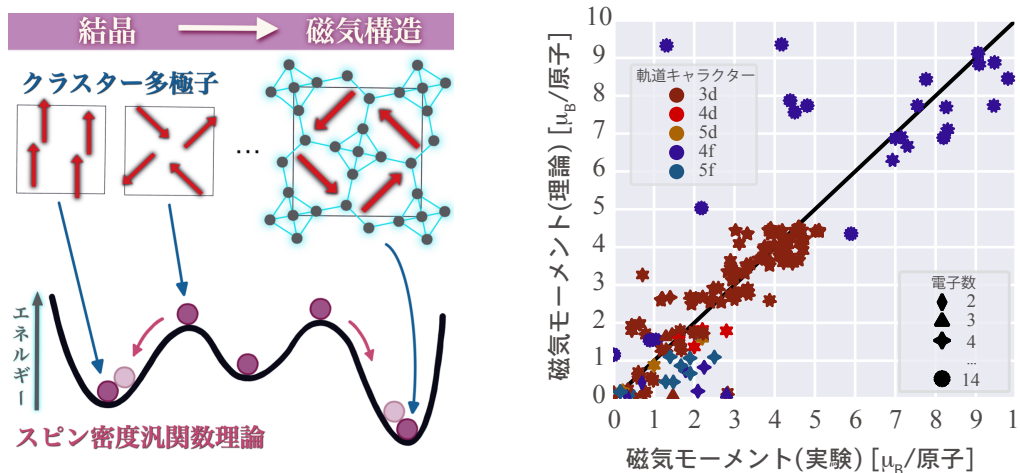 結晶
磁気構造
クラスター多極子
...
エネルギー
スピン密度汎関数理論
磁気モーメント(理論) [μB/原子]
10
9
8
7
6
5
4
3
2
1
0
軌道キャラクター
3d
4d
5d
4f
5f
電子数
2
3
4
...
14
0 1 2 3 4 5 6 7 8 9 1
磁気モーメント(実験) [μB/原子]